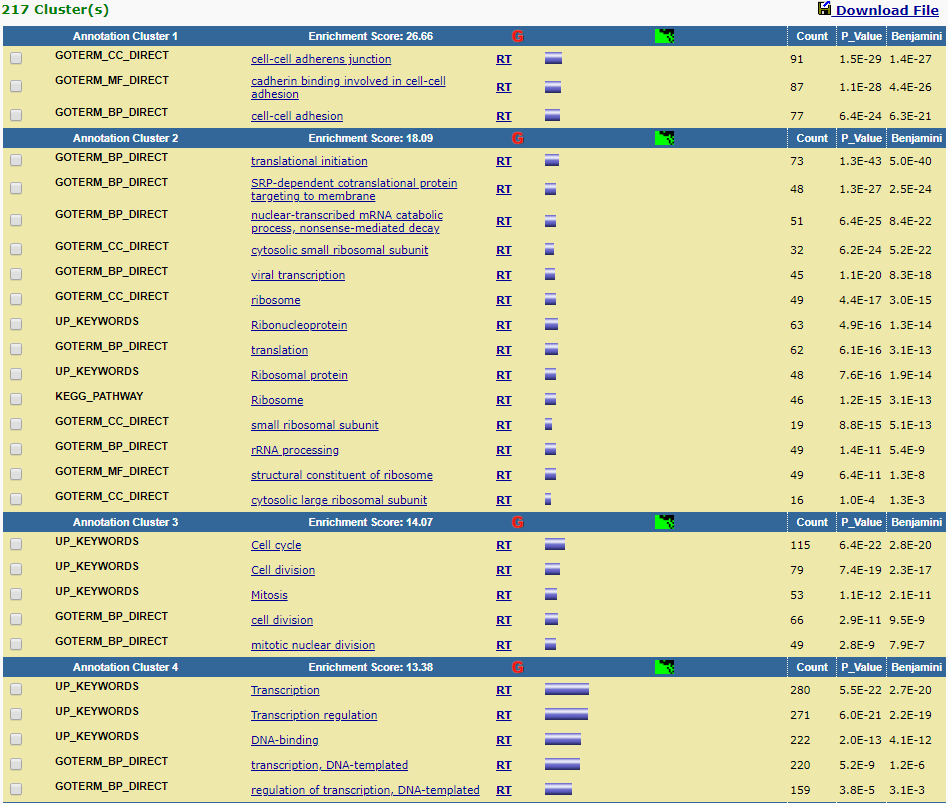 217 Cluster(s)
Download File
Annotation Cluster 1 Enrichment Score: 26.66 G Count P_Value Benjamini
GOTERM_CC_DIRECT cell-cell adherens junction RT 91 1.5E-29 1.4E-27
GOTERM_MF_DIRECT cadherin binding involved in cell-cell
adhesion RT 87 1.1E-28 4.4E-26
GOTERM_BP_DIRECT cell-cell adhesion RT 77 6.4E-24 6.3E-21
Annotation Cluster 2 Enrichment Score: 18.09 G Count P_Value Benjamini
GOTERM_BP_DIRECT translational initiation RT 73 1.3E-43 5.0E-40
GOTERM_BP_DIRECT SRP-dependent cotranslational protein
targeting to membrane RT 48 1.3E-27 2.5E-24
GOTERM_BP_DIRECT nuclear-transcribed mRNA catabolic
process, nonsense-mediated decay RT 51 6.4E-25 8.4E-22
GOTERM_CC_DIRECT cytosolic small ribosomal subunit RT 32 6.2E-24 5.2E-22
GOTERM_BP_DIRECT viral transcription RT 45 1.1E-20 8.3E-18
GOTERM_CC_DIRECT ribosome RT 49 4.4E-17 3.0E-15
UP_KEYWORDS Ribonucleoprotein RT 63 4.9E-16 1.3E-14
GOTERM_BP_DIRECT translation RT 62 6.1E-16 3.1E-13
UP_KEYWORDS Ribosomal protein RT 48 7.6E-16 1.9E-14
KEGG_PATHWAY Ribosome RT 46 1.2E-15 3.1E-13
GOTERM_CC_DIRECT small ribosomal subunit RT 19 8.8E-15 5.1E-13
GOTERM_BP_DIRECT rRNA processing RT 49 1.4E-11 5.4E-9
GOTERM_MF_DIRECT structural constituent of ribosome RT 49 6.4E-11 1.3E-8
GOTERM_CC_DIRECT cytosolic large ribosomal subunit RT 16 1.0E-4 1.3E-3
Annotation Cluster 3 Enrichment Score: 14.07 G Count P_Value Benjamini
UP_KEYWORDS Cell cycle RT 115 6.4E-22 2.8E-20
UP_KEYWORDS Cell division RT 79 7.4E-19 2.3E-17
UP_KEYWORDS Mitosis RT 53 1.1E-12 2.1E-11
GOTERM_BP_DIRECT cell division RT 66 2.9E-11 9.5E-9
GOTERM_BP_DIRECT mitotic nuclear division RT 49 2.8E-9 7.9E-7
Annotation Cluster 4 Enrichment Score: 13.38 G Count P_Value Benjamini
UP_KEYWORDS Transcription RT 280 5.5E-22 2.7E-20
UP_KEYWORDS Transcription regulation RT 271 6.0E-21 2.2E-19
UP_KEYWORDS DNA-binding RT 222 2.0E-13 4.1E-12
GOTERM_BP_DIRECT transcription, DNA-templated RT 220 5.2E-9 1.2E-6
GOTERM_BP_DIRECT regulation of transcription, DNA-templated RT 159 3.8E-5 3.1E-3